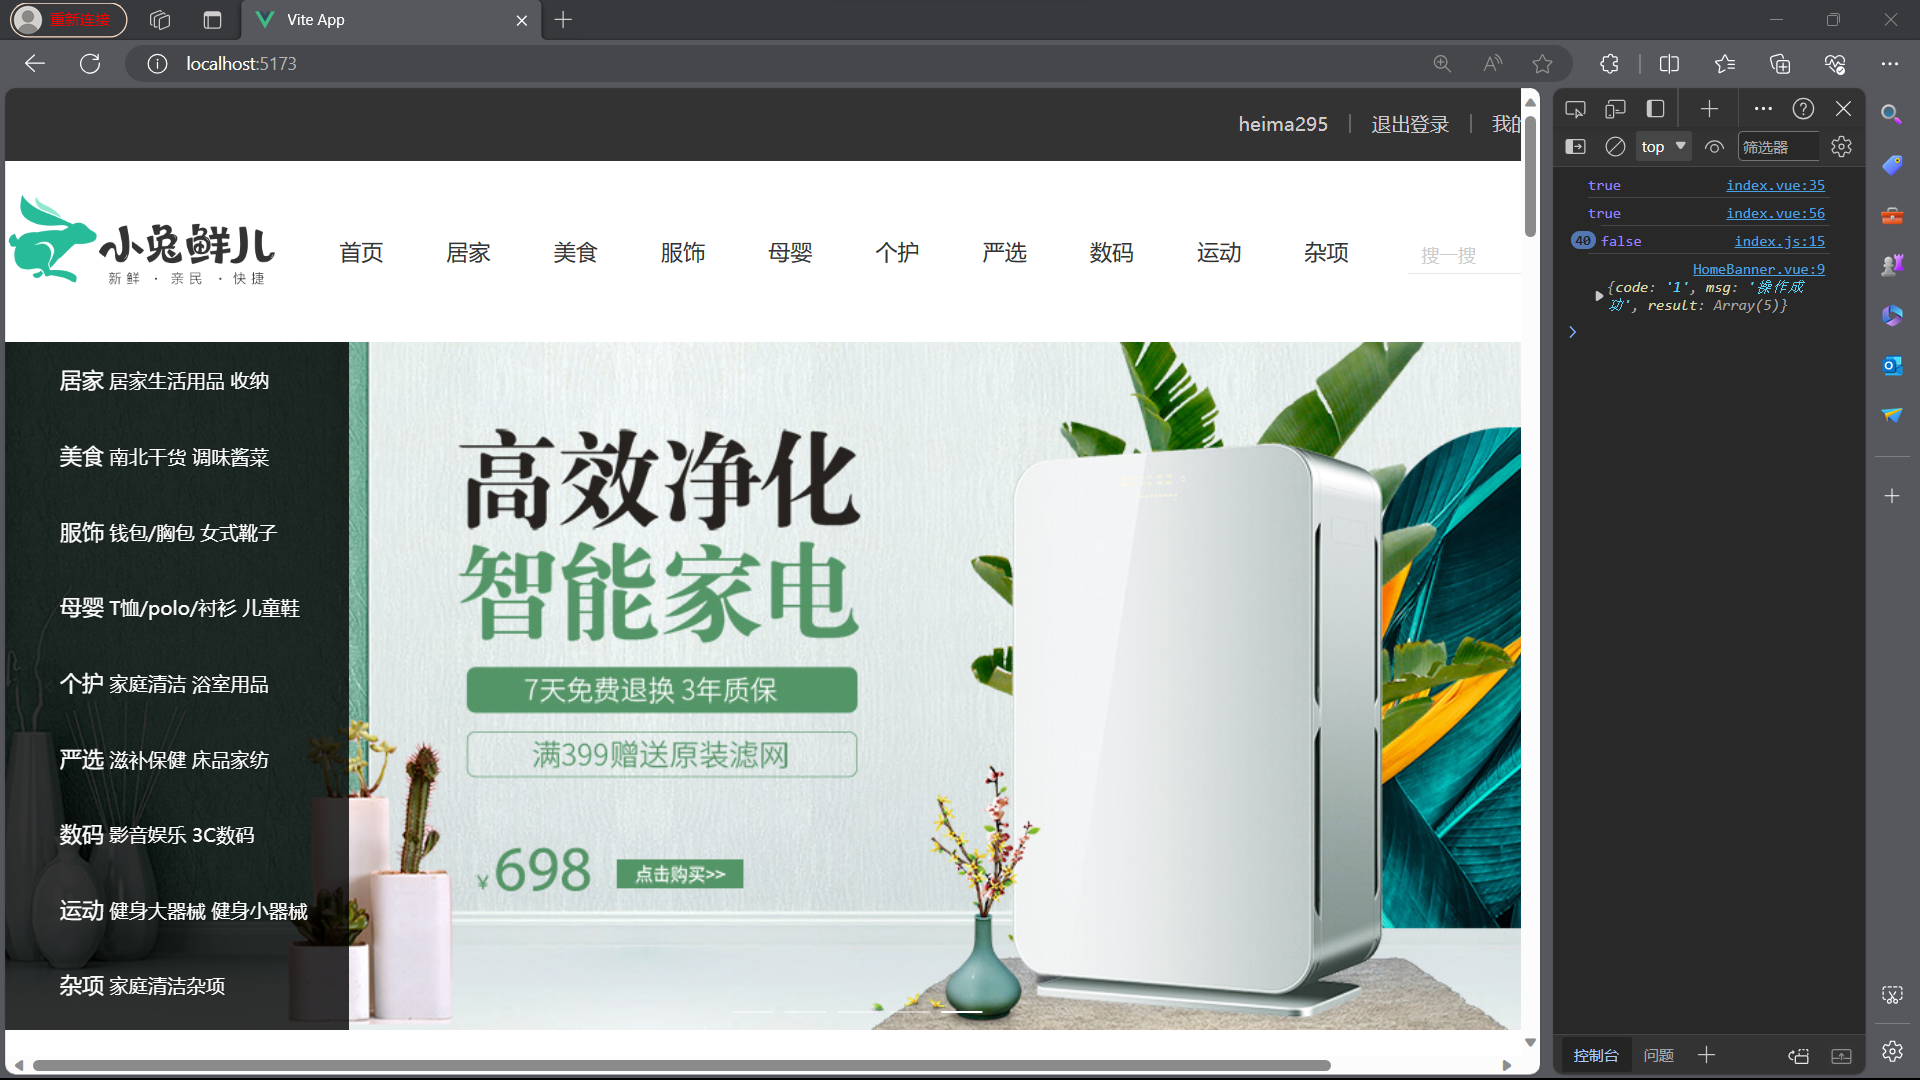 重新连接
Vite App
localhost:5173
heima295 退出登录 我的
top 筛选器
true index.vue:35
true index.vue:56
40 false index.js:15
HomeBanner.vue:9
{code: '1', msg: '操作成
功', result: Array(5)}
小兔鲜儿
新鲜 · 亲民 · 快捷
首页 居家 美食 服饰 母婴 个护 严选 数码 运动 杂项 搜一搜
居家 居家生活用品 收纳
美食 南北干货 调味酱菜
服饰 钱包/胸包 女式靴子
母婴 T恤/polo/衬衫 儿童鞋
个护 家庭清洁 浴室用品
严选 滋补保健 床品家纺
数码 影音娱乐 3C数码
运动 健身大器械 健身小器械
杂项 家庭清洁杂项
高效净化
智能家电
7天免费退换 3年质保
满399赠送原装滤网
¥698 点击购买>>
控制台 问题